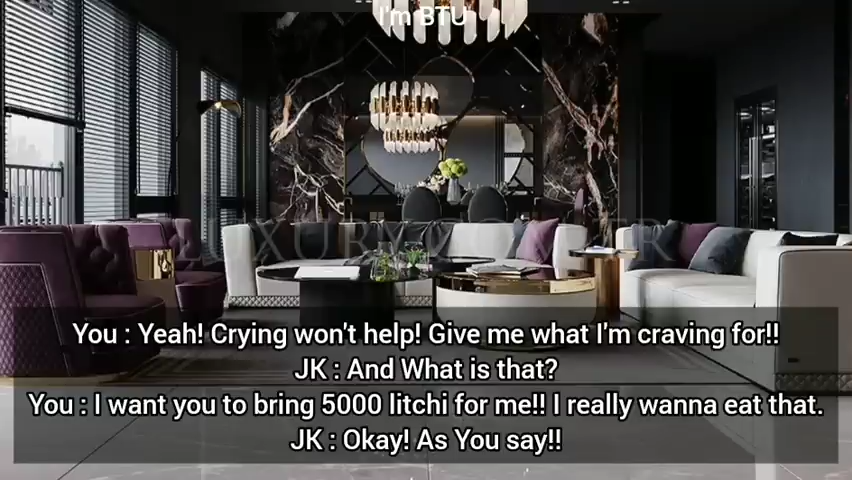 I'm BTU
LUXURY
You : Yeah! Crying won't help! Give me what I'm craving for!!
JK : And What is that?
You : I want you to bring 5000 litchi for me!! I really wanna eat that.
JK : Okay! As You say!!